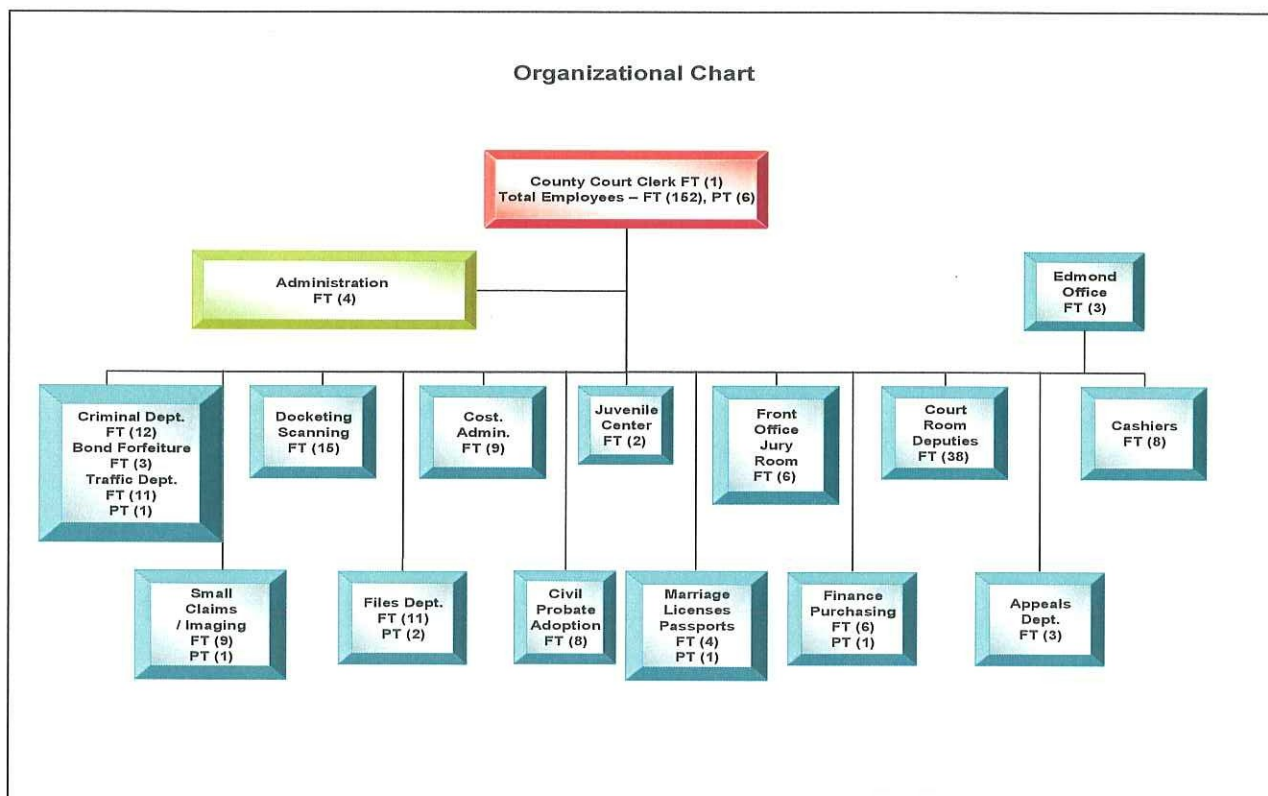 Organizational Chart
County Court Clerk FT (1)
Total Employees – FT (152), PT (6)
Administration
FT (4)
Edmond
Office
FT (3)
Criminal Dept.
FT (12)
Bond Forfeiture
FT (3)
Traffic Dept.
FT (11)
PT (1)
Docketing
Scanning
FT (15)
Cost.
Admin.
FT (9)
Juvenile
Center
FT (2)
Front
Office
Jury
Room
FT (6)
Court
Room
Deputies
FT (38)
Cashiers
FT (8)
Small
Claims
/ Imaging
FT (9)
PT (1)
Files Dept.
FT (11)
PT (2)
Civil
Probate
Adoption
FT (8)
Marriage
Licenses
Passports
FT (4)
PT (1)
Finance
Purchasing
FT (6)
PT (1)
Appeals
Dept.
FT (3)